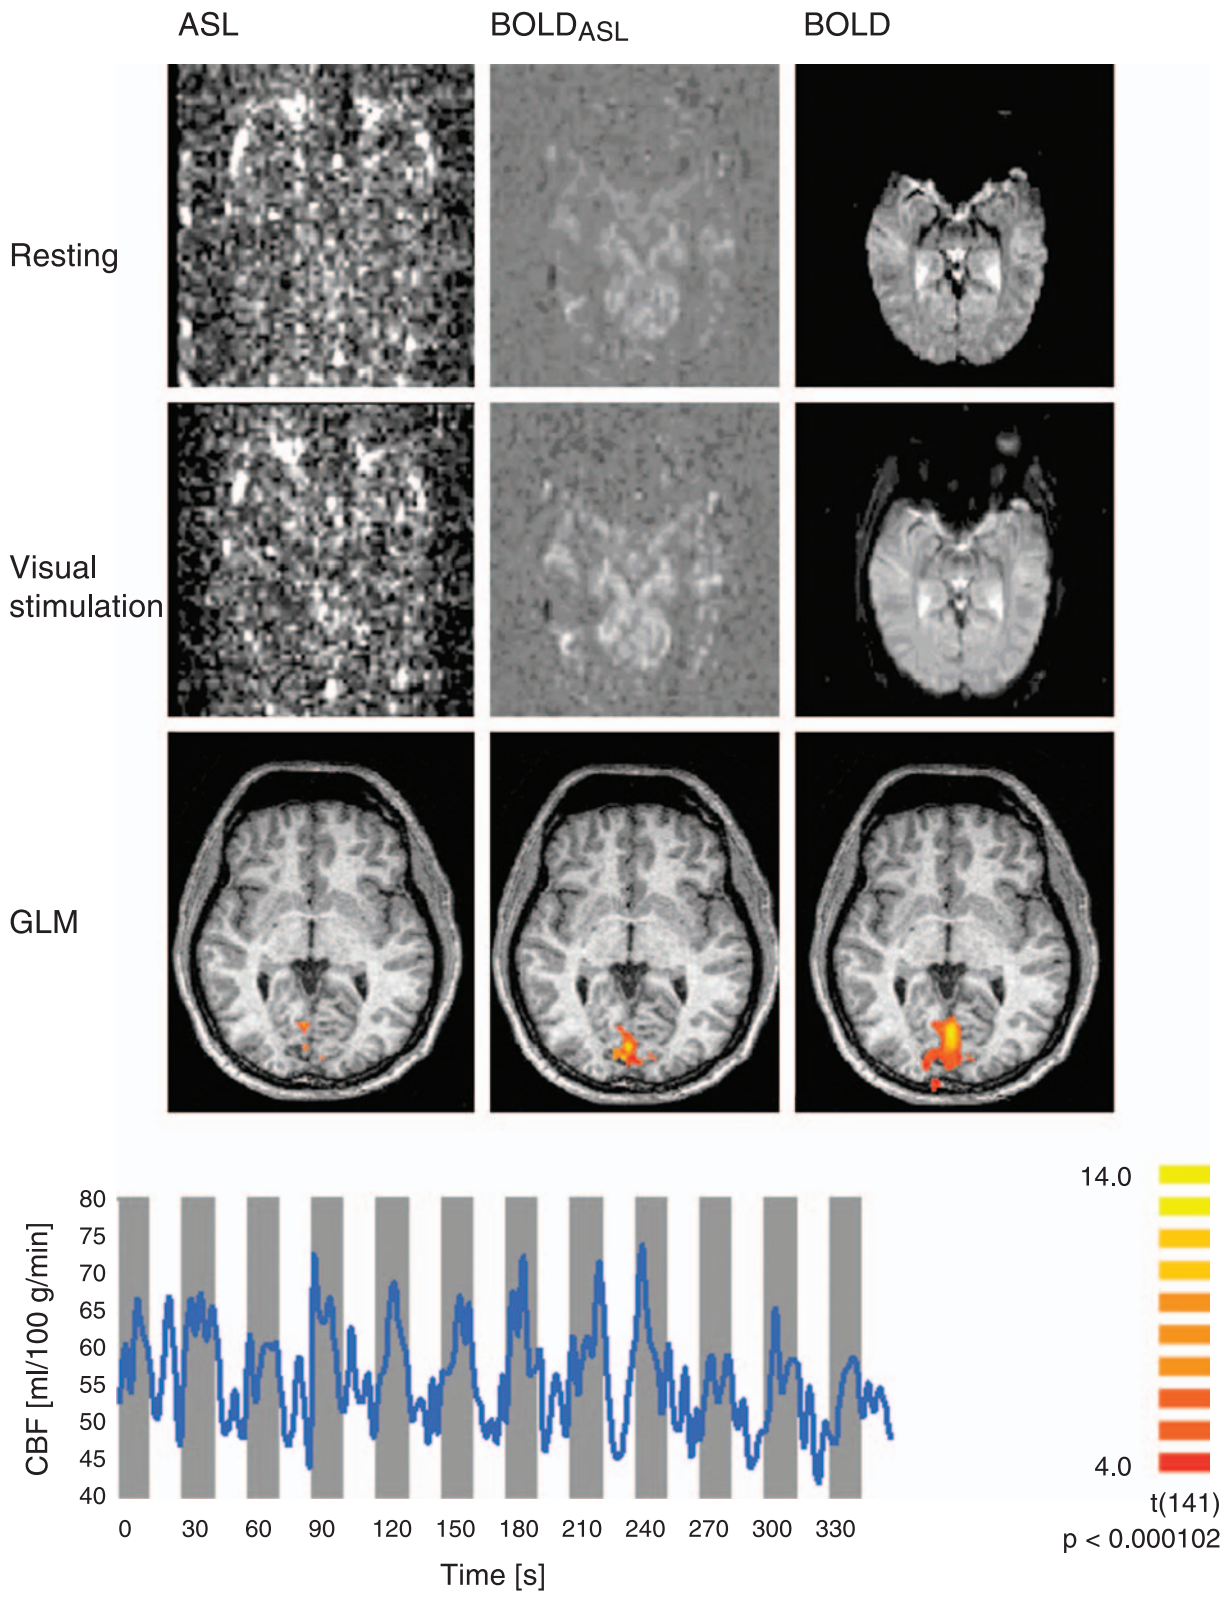 ASL
BOLDASL
BOLD
Resting
Visual
stimulation
GLM
80
75
70
65
60
55
50
45
40
CBF [ml/100 g/min]
0 30 60 90 120 150 180 210 240 270 300 330
Time [s]
14.0
4.0
t(141)
p < 0.000102